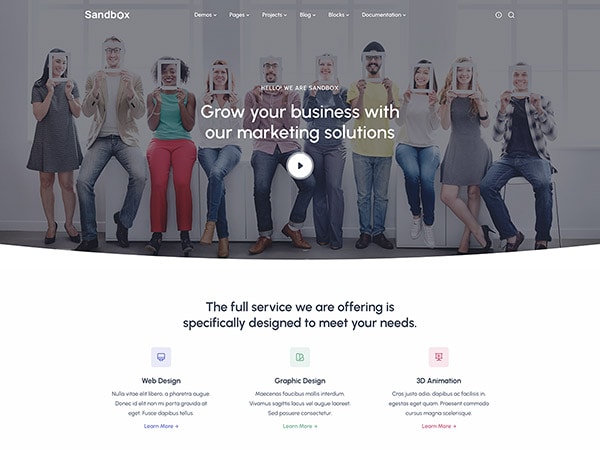 Sandbox
Demos Pages Projects Blog Blocks Documentation
HELLO! WE ARE SANDBOX
Grow your business with
our marketing solutions
The full service we are offering is
specifically designed to meet your needs.
Web Design
Nulla vitae elit libero, a pharetra augue.
Donec id elit non mi porta gravida at
eget. Fusce dapibus tellus.
Learn More →
Graphic Design
Maecenas faucibus mollis interdum.
Vivamus sagittis lacus vel augue laoreet.
Sed posuere consectetur.
Learn More →
3D Animation
Cras justo odio, dapibus ac facilisis in,
egestas eget quam. Praesent commodo
cursus magna scelerisque.
Learn More →